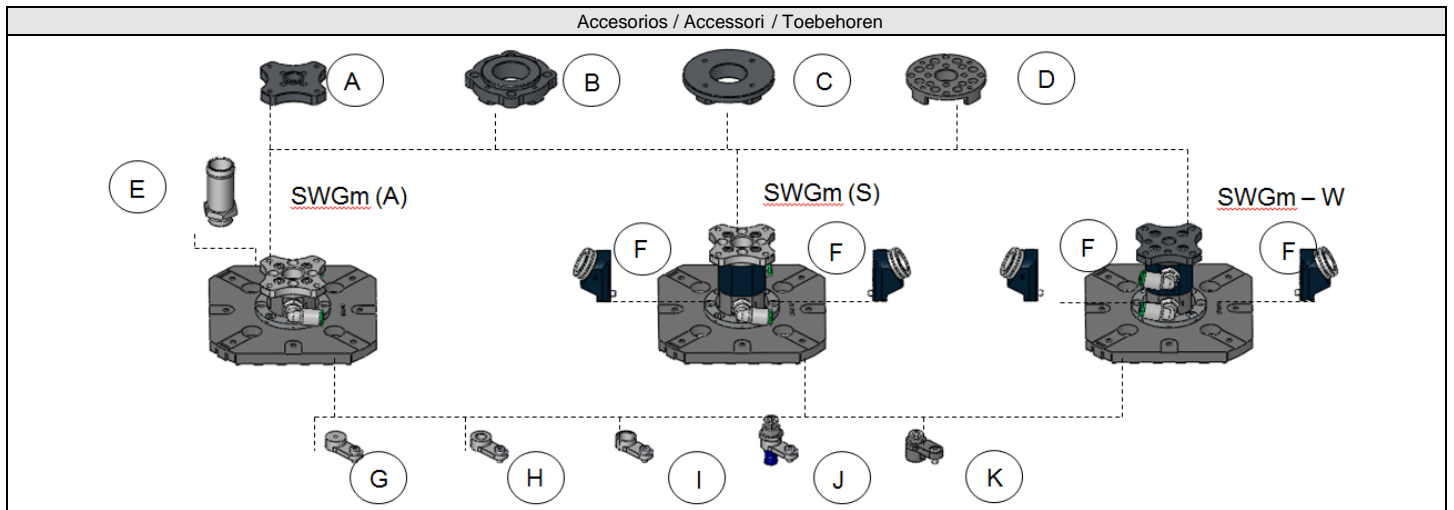 Accesorios / Accessori / Toebehoren
A
B
C
D
E
SWGm (A)
SWGm (S)
SWGm – W
F
F
F
F
G
H
I
J
K